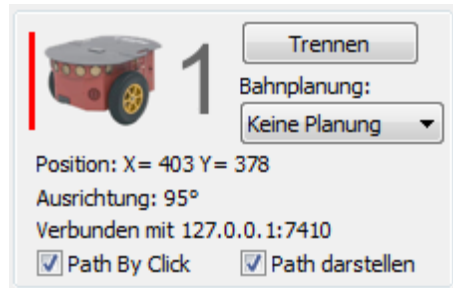 1
Trennen
Bahnplanung:
Keine Planung
Position: X= 403 Y= 378
Ausrichtung: 95°
Verbunden mit 127.0.0.1:7410
Path By Click Path darstellen